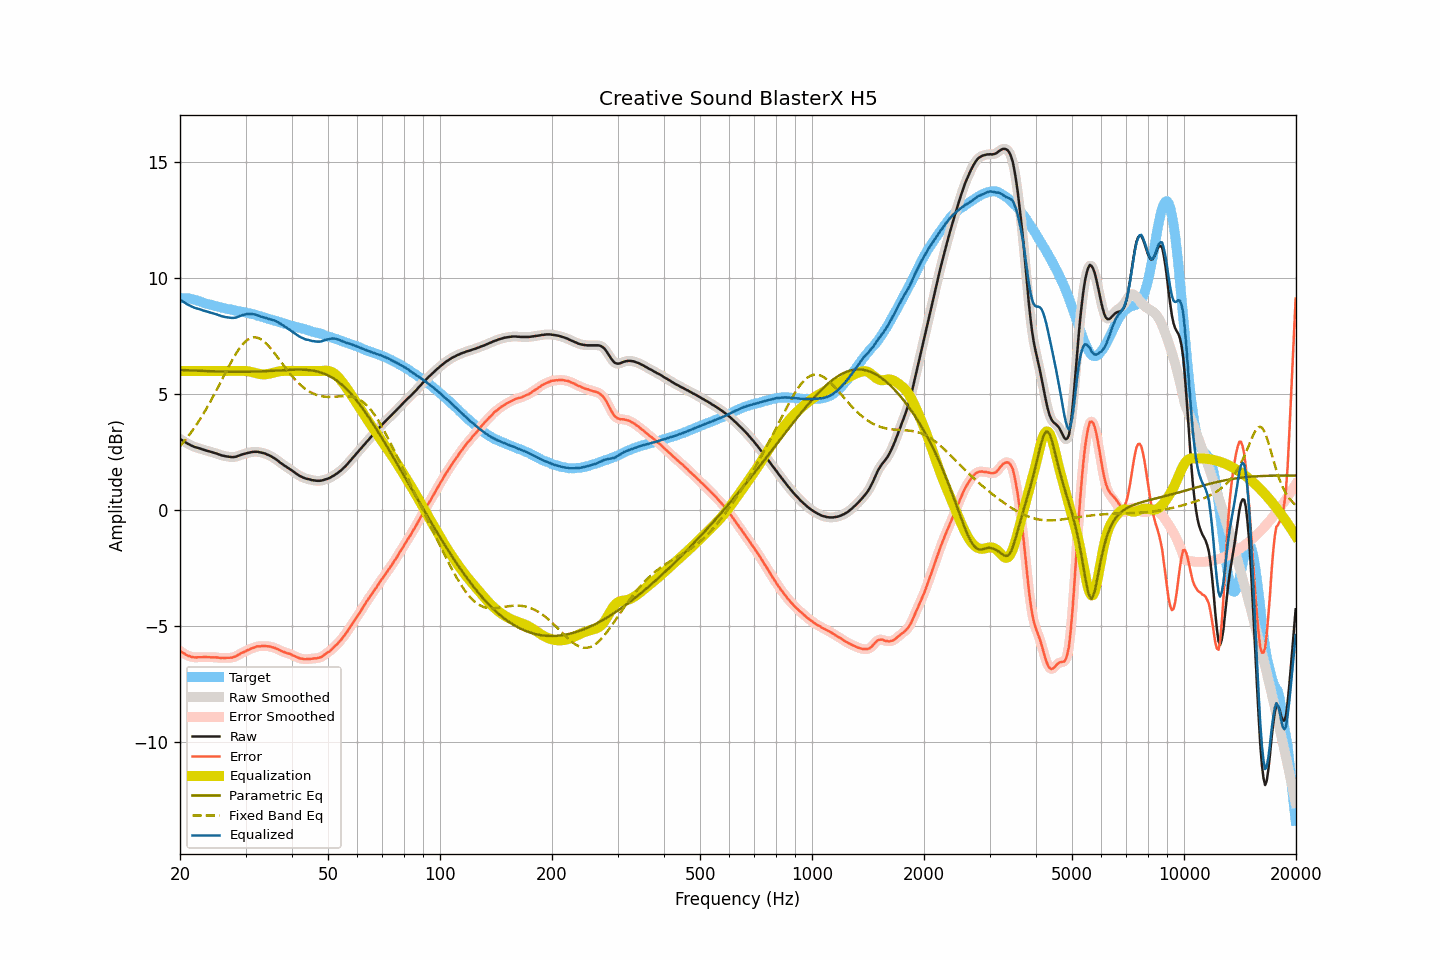 Creative Sound BlasterX H5
15
10
5
0
−5
−10
Amplitude (dBr)
Target
Raw Smoothed
Error Smoothed
Raw
Error
Equalization
Parametric Eq
Fixed Band Eq
Equalized
20 50 100 200 500 1000 2000 5000 10000 20000
Frequency (Hz)